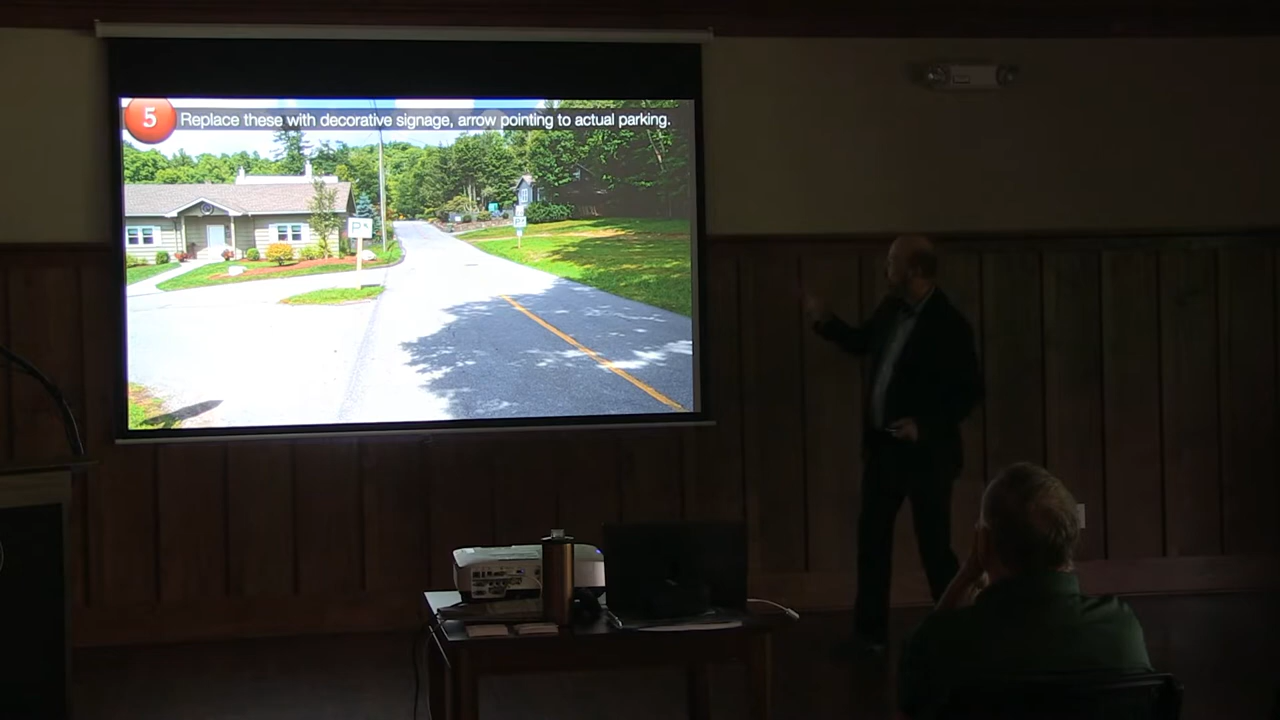 5
Replace these with decorative signage, arrow pointing to actual parking.
P